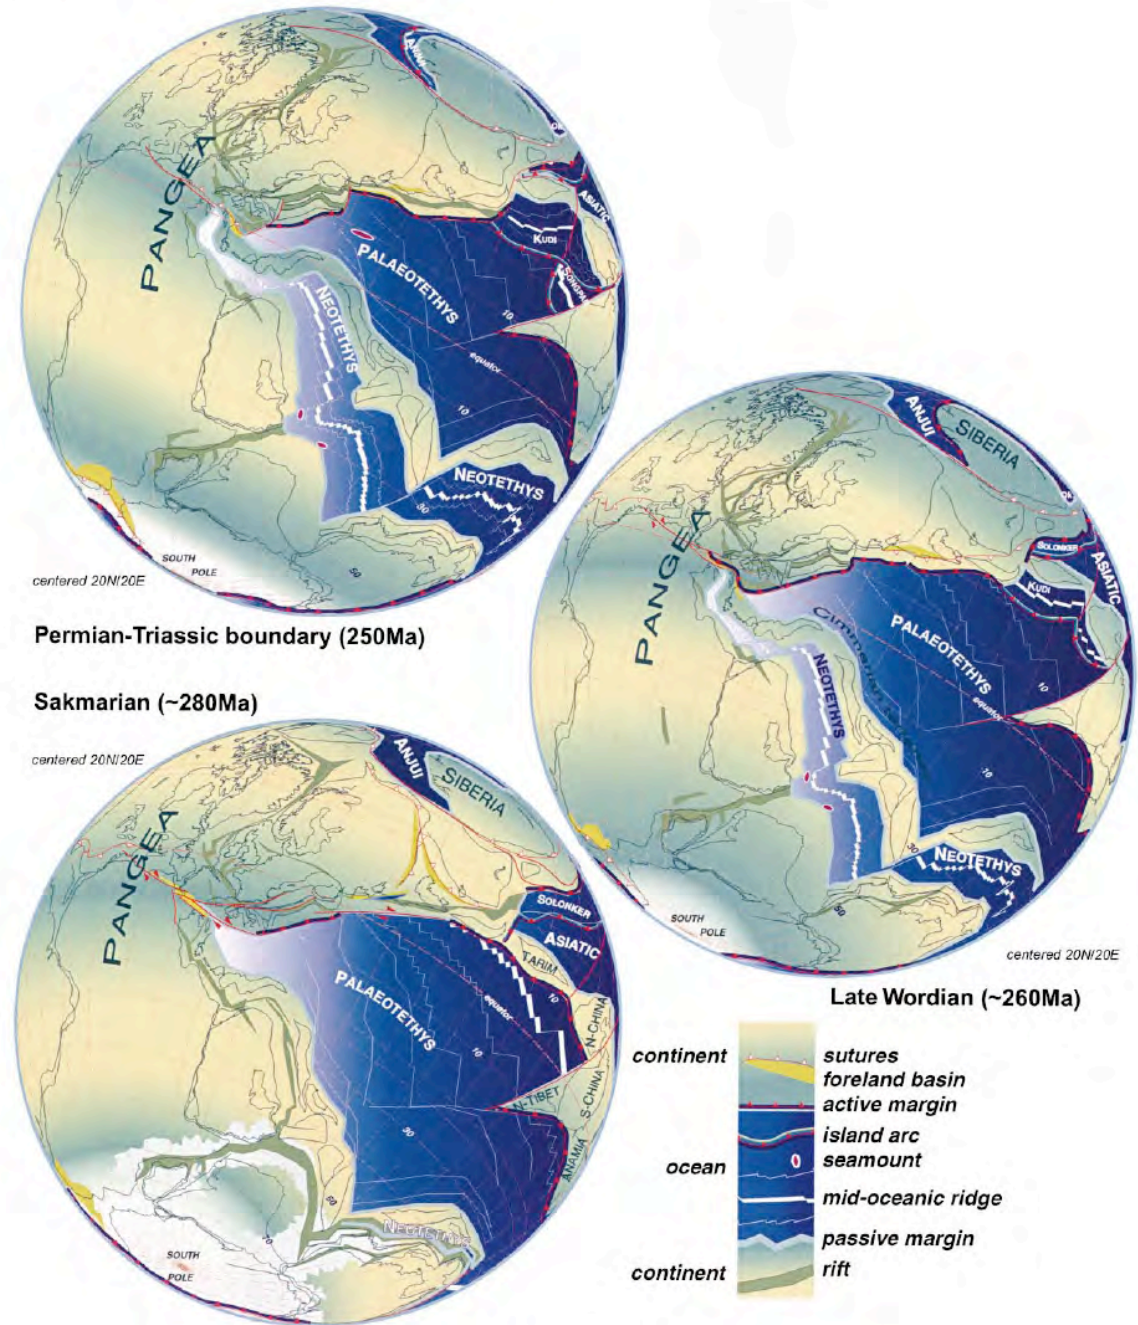 LAPTEV
PANGEA
ASIATIC
KUDI
SONGPAN
PALAEOTETHYS
NEOTETHYS
10
equator
10
NEOTETHYS
30
50
SOUTH
POLE
centered 20N/20E
Permian-Triassic boundary (250Ma)
ANJUI
SIBERIA
PANGEA
SOLONKER
ASIATIC
KUDI
Cimmerian
PALAEOTETHYS
NEOTETHYS
10
equator
10
30
NEOTETHYS
50
SOUTH
POLE
centered 20N/20E
Late Wordian (~260Ma)
Sakmarian (~280Ma)
centered 20N/20E
ANJUI
SIBERIA
PANGEA
SOLONKER
ASIATIC
TARIM
PALAEOTETHYS
equator
10
N-CHINA
10
N-TIBET
S-CHINA
30
ANAMIA
60
NEOTETHYS
70
SOUTH
POLE
continent
sutures
foreland basin
active margin
island arc
ocean
seamount
mid-oceanic ridge
passive margin
continent
rift